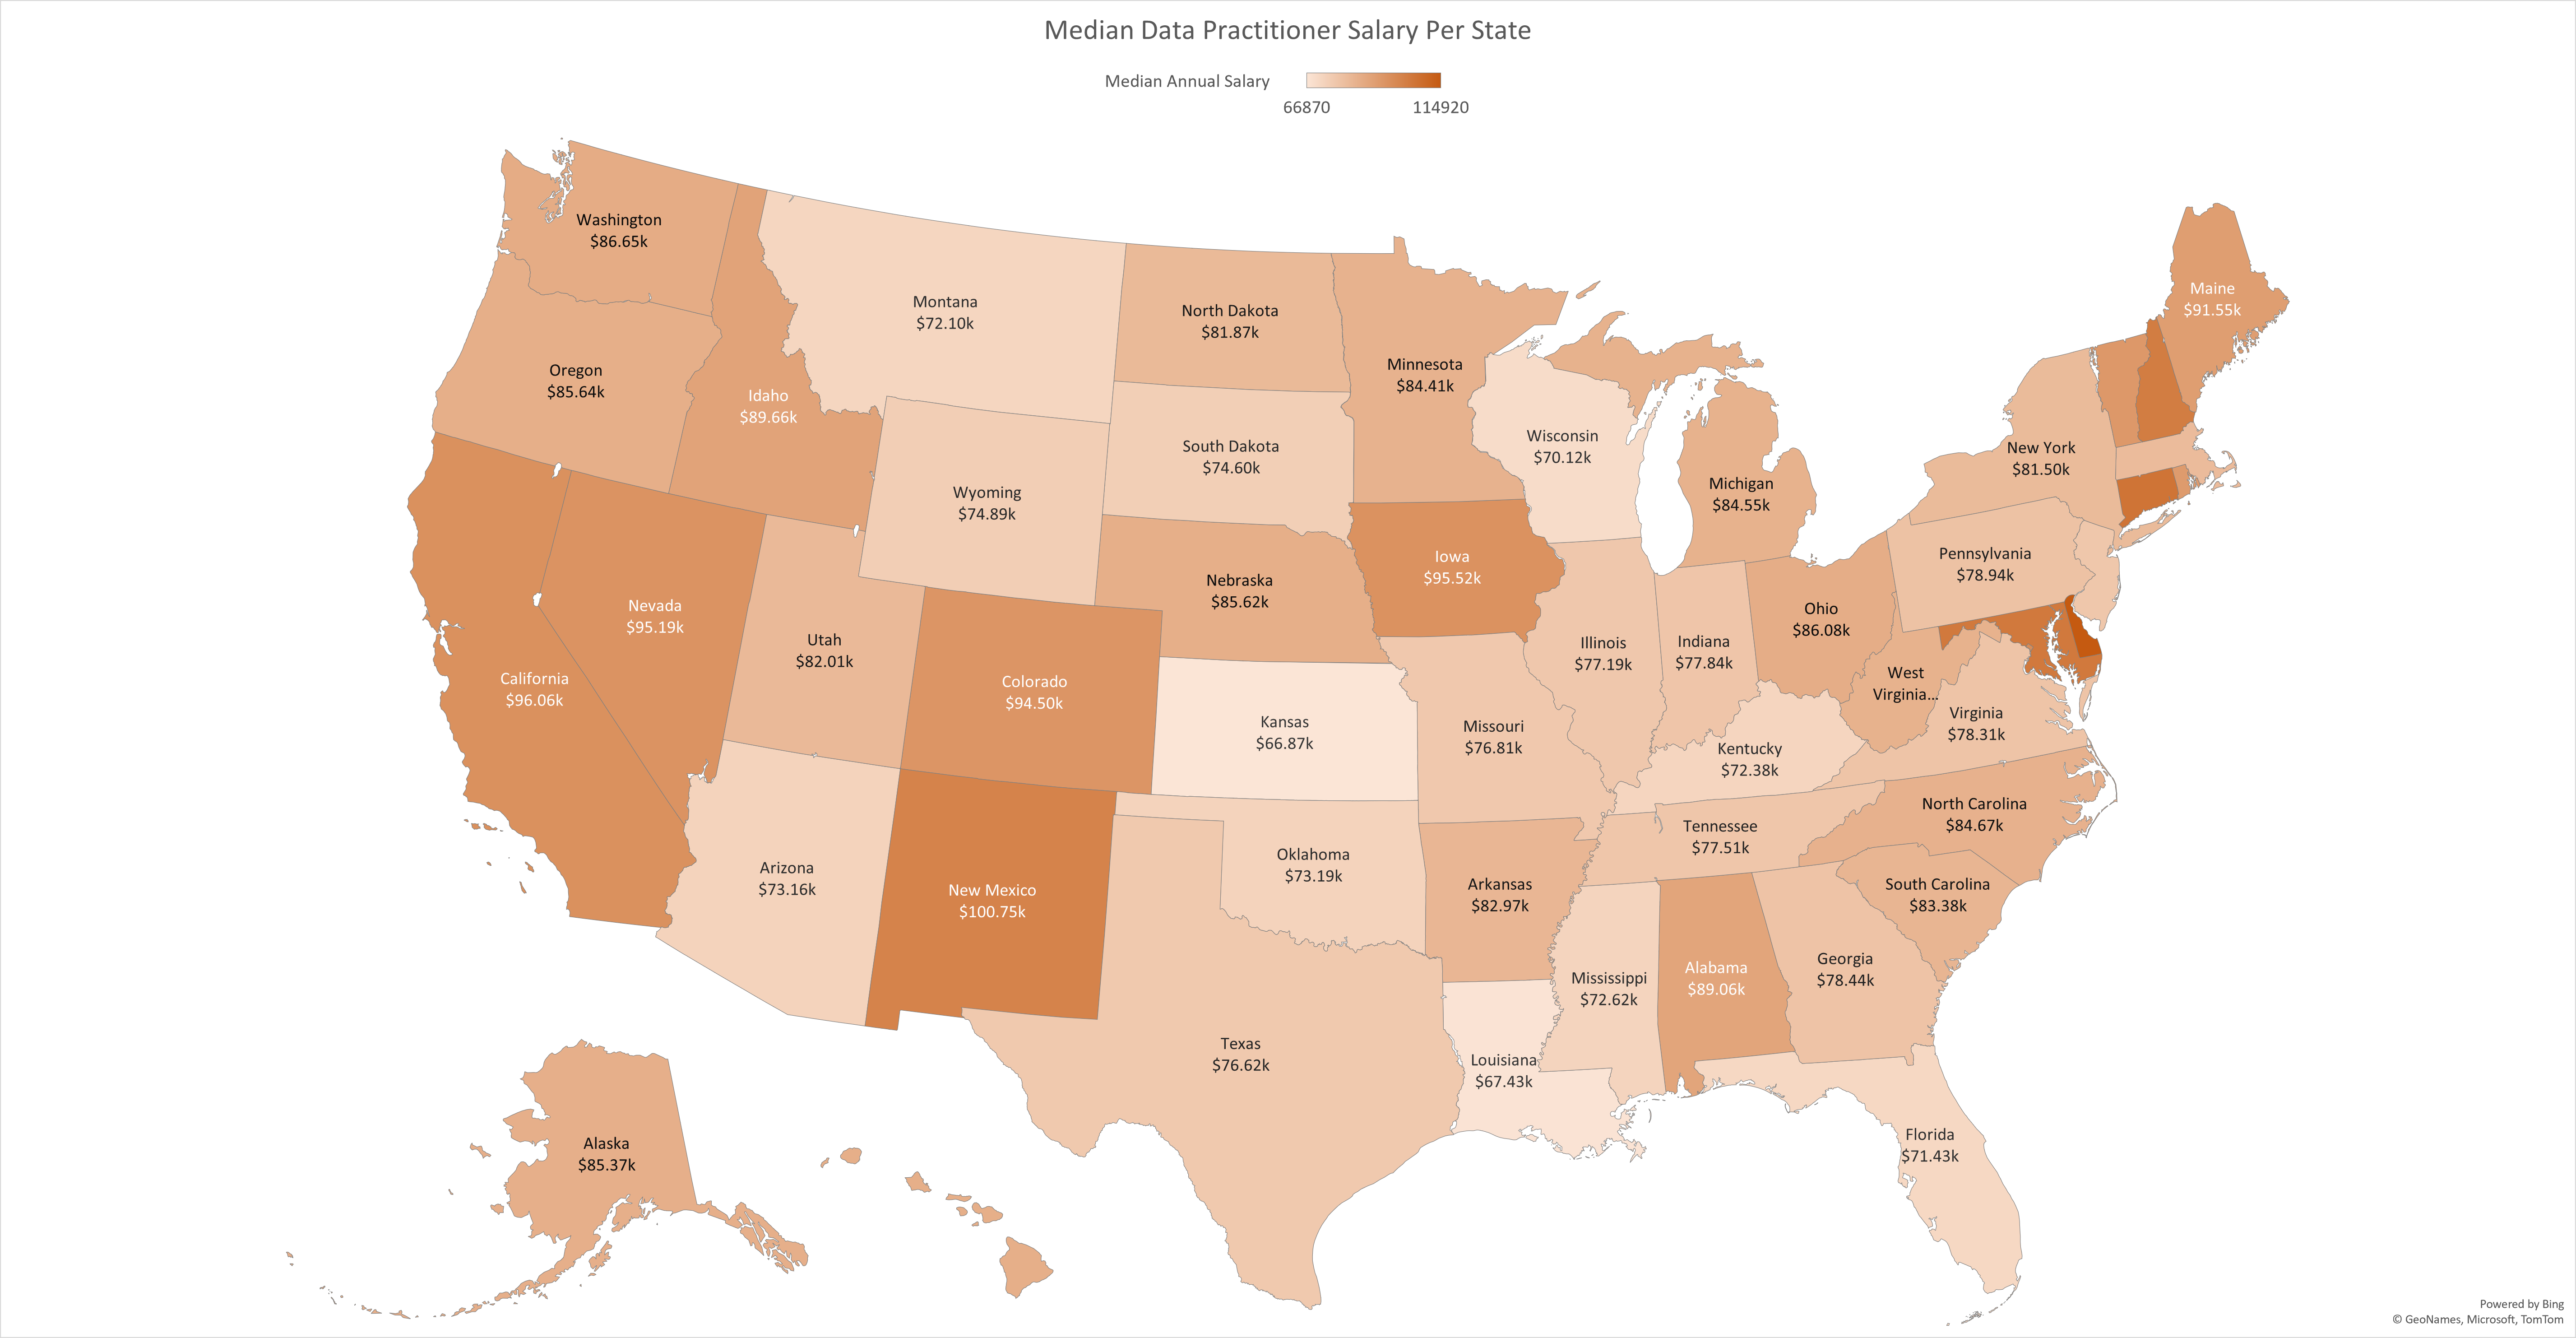 Median Data Practitioner Salary Per State
Median Annual Salary
66870
114920
Washington
$86.65k
Montana
$72.10k
North Dakota
$81.87k
Minnesota
$84.41k
Maine
$91.55k
Oregon
$85.64k
Idaho
$89.66k
South Dakota
$74.60k
Wisconsin
$70.12k
Michigan
$84.55k
New York
$81.50k
Wyoming
$74.89k
Nevada
$95.19k
Nebraska
$85.62k
Iowa
$95.52k
Pennsylvania
$78.94k
California
$96.06k
Utah
$82.01k
Colorado
$94.50k
Illinois
$77.19k
Indiana
$77.84k
Ohio
$86.08k
West
Virginia...
Virginia
$78.31k
Kansas
$66.87k
Missouri
$76.81k
Kentucky
$72.38k
North Carolina
$84.67k
Tennessee
$77.51k
Arizona
$73.16k
New Mexico
$100.75k
Oklahoma
$73.19k
Arkansas
$82.97k
South Carolina
$83.38k
Mississippi
$72.62k
Alabama
$89.06k
Georgia
$78.44k
Texas
$76.62k
Louisiana
$67.43k
Alaska
$85.37k
Florida
$71.43k
Powered by Bing
© GeoNames, Microsoft, TomTom